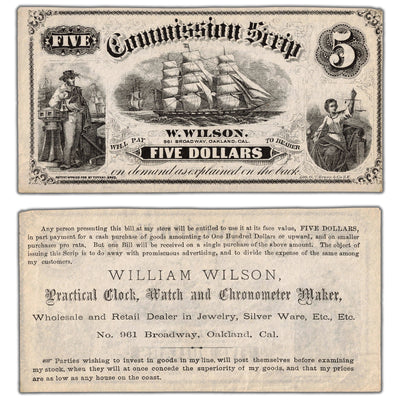 FIVE
Commission Scrip
5
WILL PAY
W. WILSON.
TO BEARER
961 BROADWAY, OAKLAND, CAL.
FIVE DOLLARS
on demand as explained on the back
Any person presenting this bill at my store will be entitled to use it at its face value, FIVE DOLLARS,
in part payment for a cash purchase of goods amounting to One Hundred Dollars or upward, and on smaller
purchases pro rata. But one Bill will be received on a single purchase of the above amount. The object of
issuing this Scrip is to do away with promiscuous advertising, and to divide the expense of the same among
my customers.
WILLIAM WILSON,
Practical Clock, Watch and Chronometer Maker,
Wholesale and Retail Dealer in Jewelry, Silver Ware, Etc., Etc.
No. 961 Broadway, Oakland, Cal.
☞ Parties wishing to invest in goods in my line, will post themselves before examining
my stock, when they will at once concede the superiority of my goods, and that my prices
are as low as any house on the coast.